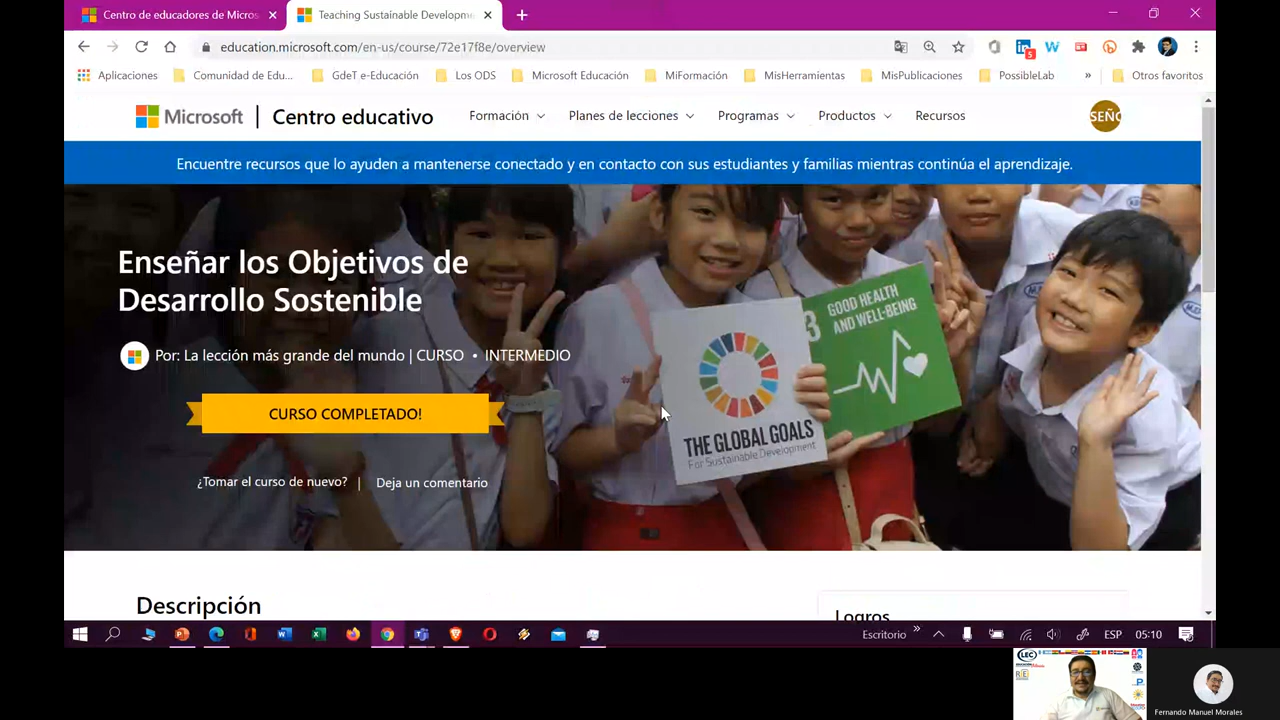 Centro de educadores de Micros
Teaching Sustainable Developme
education.microsoft.com/en-us/course/72e17f8e/overview
5
Aplicaciones
Comunidad de Edu...
GdeT e-Educación
Los ODS
Microsoft Educación
MiFormación
MisHerramientas
MisPublicaciones
PossibleLab
»
Otros favoritos
Microsoft | Centro educativo
Formación
Planes de lecciones
Programas
Productos
Recursos
SEÑO
Encuentre recursos que lo ayuden a mantenerse conectado y en contacto con sus estudiantes y familias mientras continúa el aprendizaje.
Enseñar los Objetivos de
Desarrollo Sostenible
Por: La lección más grande del mundo | CURSO • INTERMEDIO
CURSO COMPLETADO!
¿Tomar el curso de nuevo? | Deja un comentario
3 GOOD HEALTH
AND WELL-BEING
THE GLOBAL GOALS
For Sustainable Development
Descripción
Logros
Escritorio »
ESP
05:10
LEC
Fernando Manuel Morales